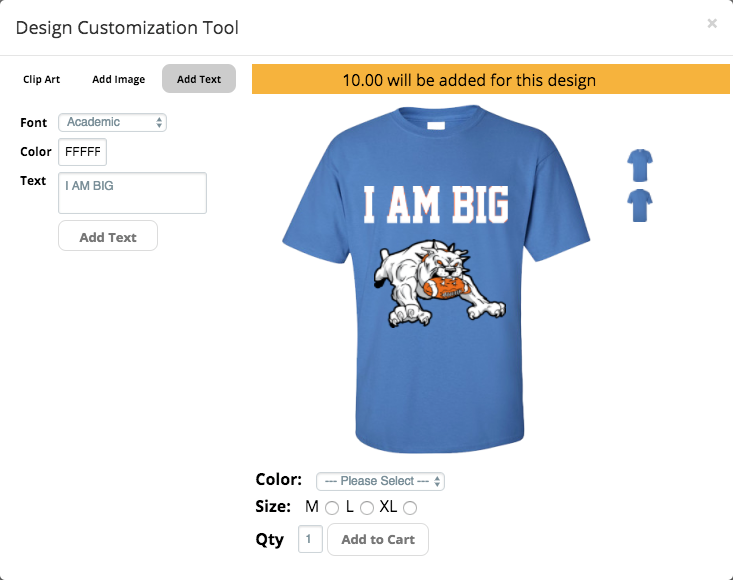 Design Customization Tool ×
Clip Art Add Image Add Text
10.00 will be added for this design
Font Academic
Color FFFFF
Text I AM BIG
Add Text
I AM BIG
Color: --- Please Select ---
Size: M L XL
Qty 1 Add to Cart